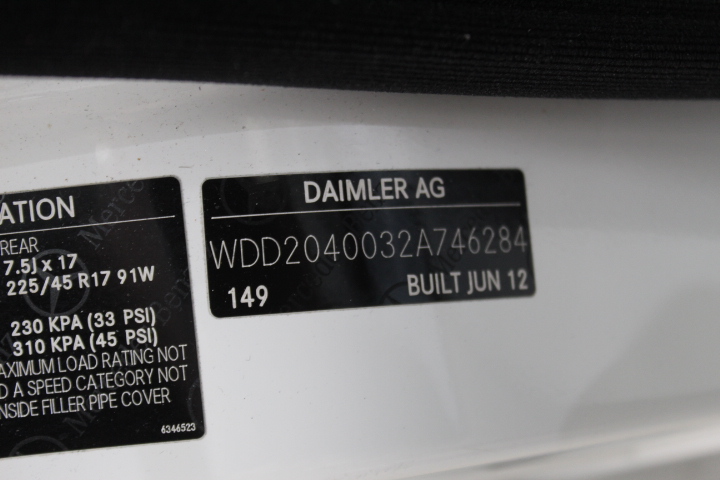 ATION
REAR
7.5J x 17
225/45 R17 91W
230 KPA (33 PSI)
310 KPA (45 PSI)
AXIMUM LOAD RATING NOT
D A SPEED CATEGORY NOT
NSIDE FILLER PIPE COVER
6346523
DAIMLER AG
WDD2040032A746284
149 BUILT JUN 12